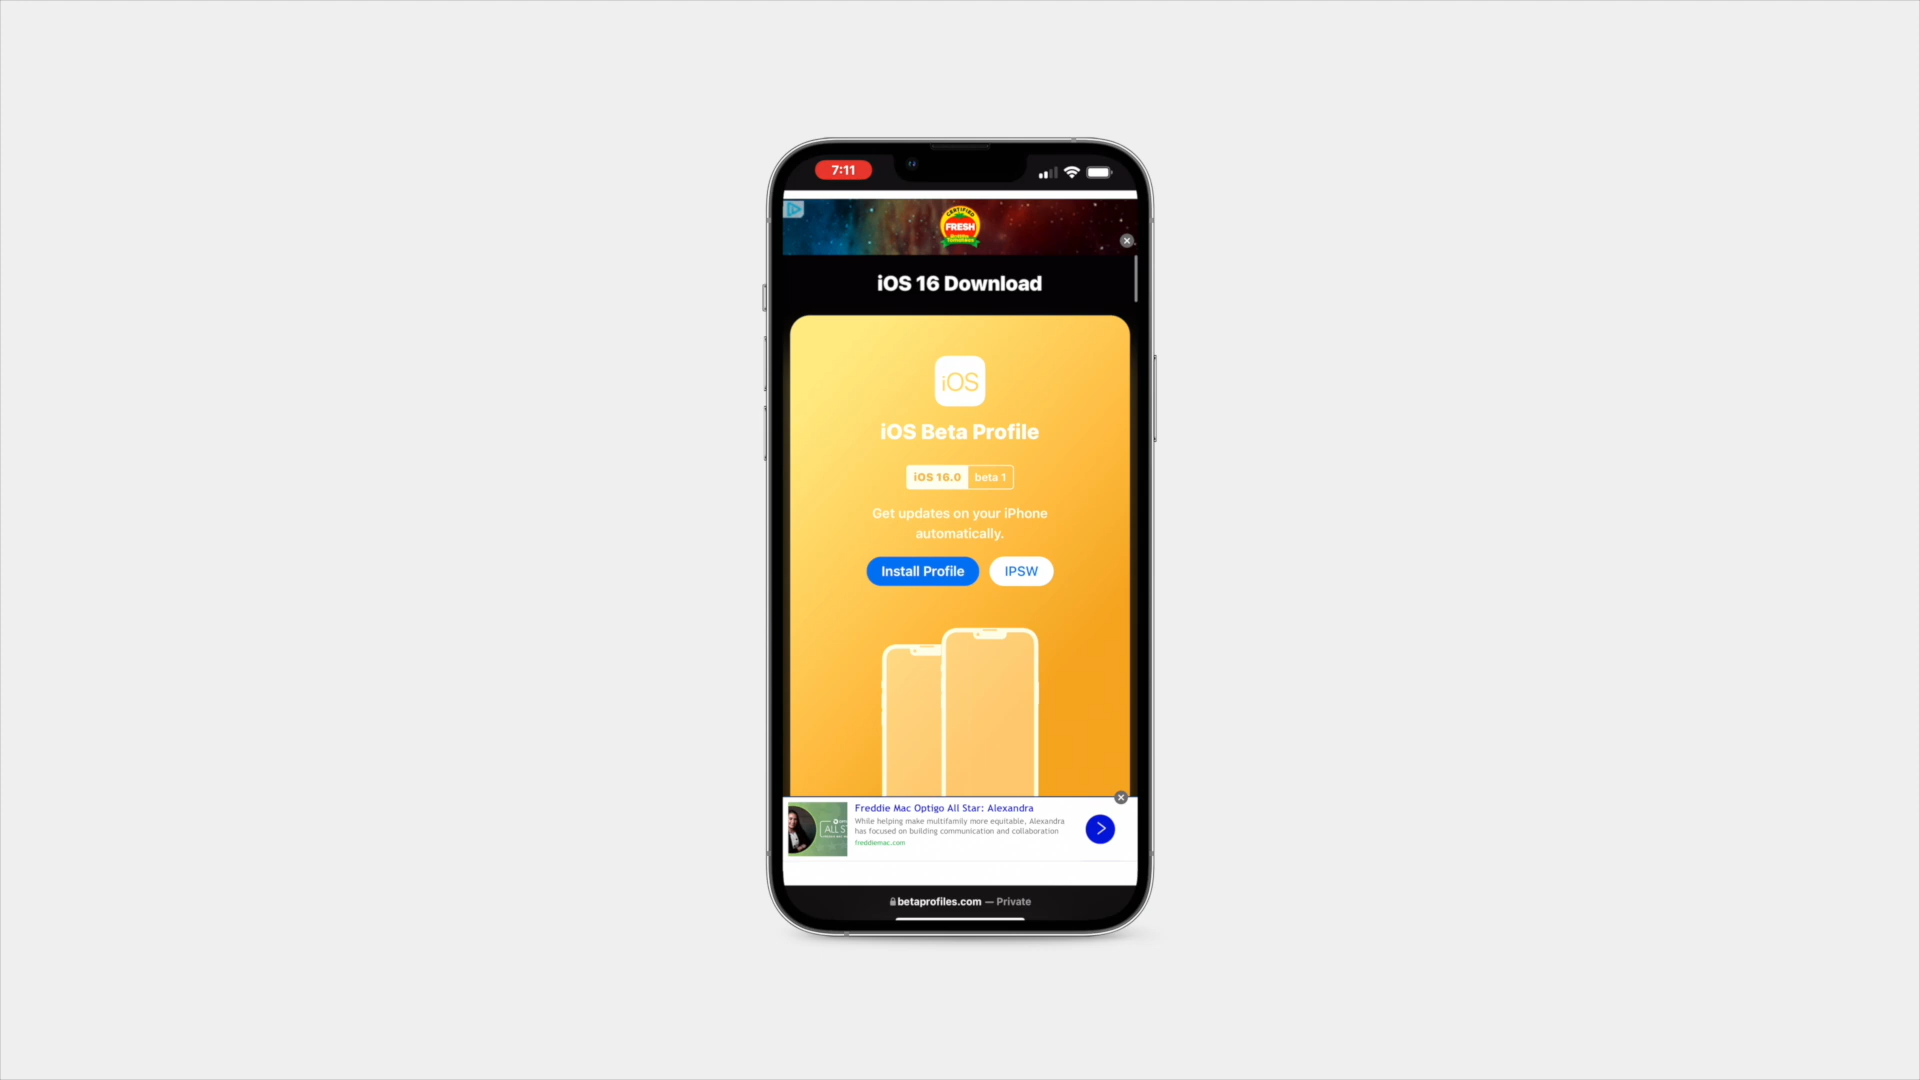 7:11
CERTIFIED
FRESH
iOS 16 Download
iOS
iOS Beta Profile
iOS 16.0 beta 1
Get updates on your iPhone
automatically.
Install Profile IPSW
Freddie Mac Optigo All Star: Alexandra
While helping make multifamily more equitable, Alexandra
has focused on building communication and collaboration
freddiemac.com
ALL S
betaprofiles.com — Private